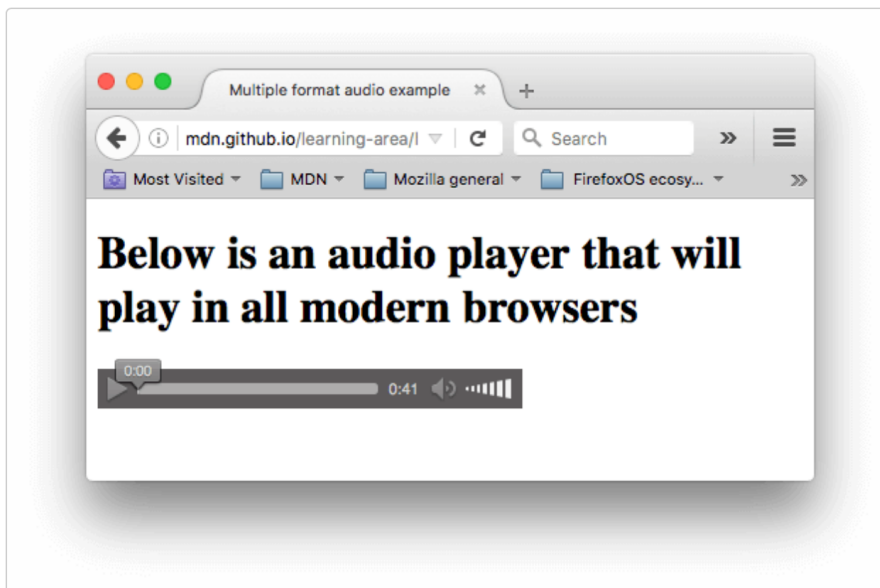 Multiple format audio example
mdn.github.io/learning-area/l
Search
Most Visited MDN Mozilla general FirefoxOS ecosy...
Below is an audio player that will
play in all modern browsers
0:00
0:41